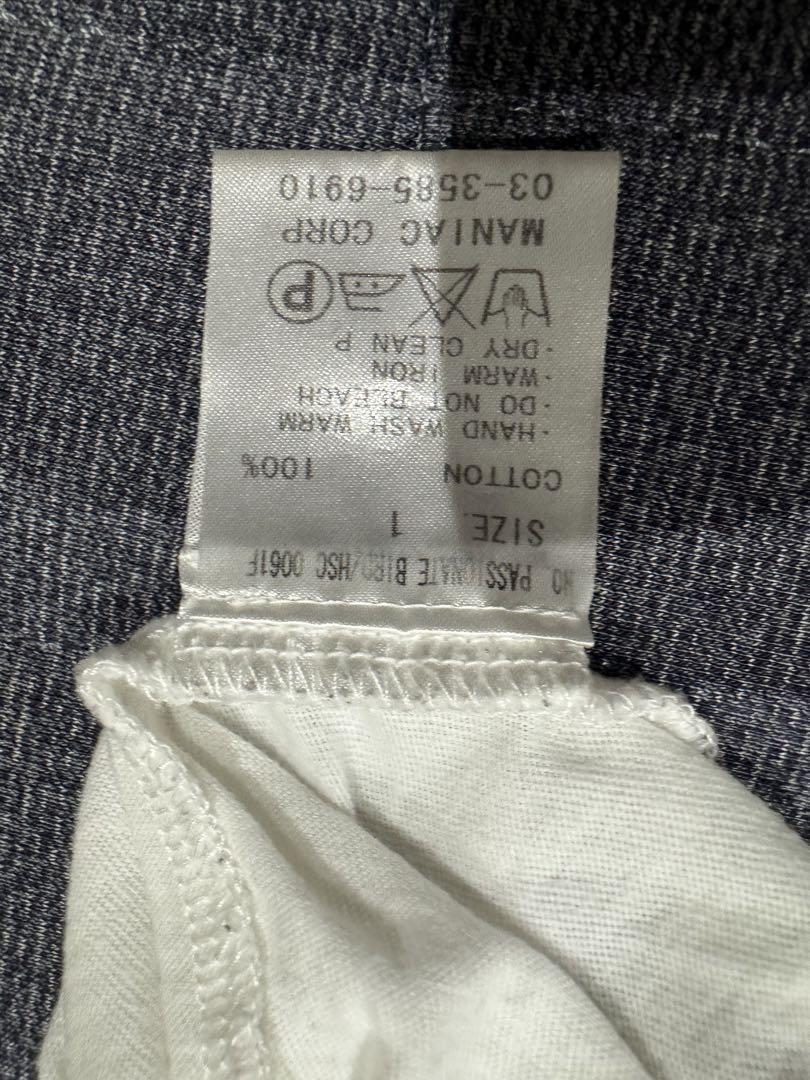 NO PASSIONATE BIRD/HSC 0061F
SIZE. 1
COTTON 100%
·HAND WASH WARM
·DO NOT BLEACH
·WARM IRON
·DRY CLEAN P
P
MANIAC CORP
03-3585-6910